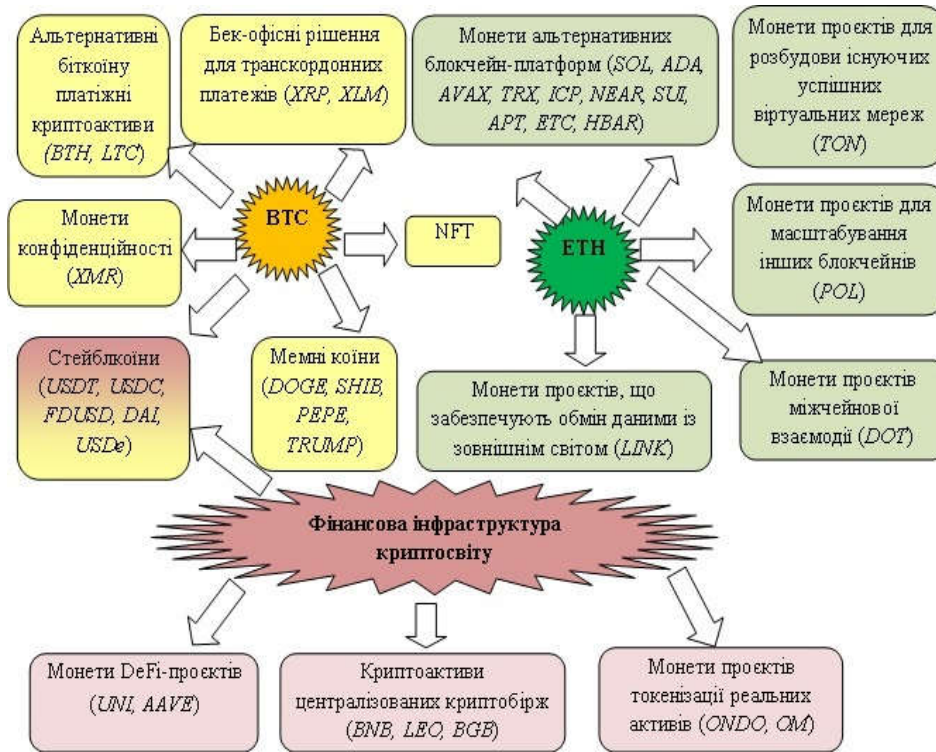 Альтернативні
біткоїну
платіжні
криптоактиви
(BTH, LTC)
Бек-офісні рішення
для транскордонних
платежів (XRP, XLM)
Монети альтернативних
блокчейн-платформ (SOL, ADA,
AVAX, TRX, ICP, NEAR, SUI,
APT, ETC, HBAR)
Монети проєктів для
розбудови існуючих
успішних
віртуальних мереж
(TON)
Монети
конфіденційності
(XMR)
BTC
NFT
ETH
Монети проєктів для
масштабування
інших блокчейнів
(POL)
Стейблкоїни
(USDT, USDC,
FDUSD, DAI,
USDe)
Мемні коїни
(DOGE, SHIB,
PEPE,
TRUMP)
Монети проєктів, що
забезпечують обмін даними із
зовнішнім світом (LINK)
Монети проєктів
міжчейнової
взаємодії (DOT)
Фінансова інфраструктура
криптосвіту
Монети DeFi-проєктів
(UNI, AAVE)
Криптоактиви
централізованих криптобірж
(BNB, LEO, BGB)
Монети проєктів
токенізації реальних
активів (ONDO, OM)